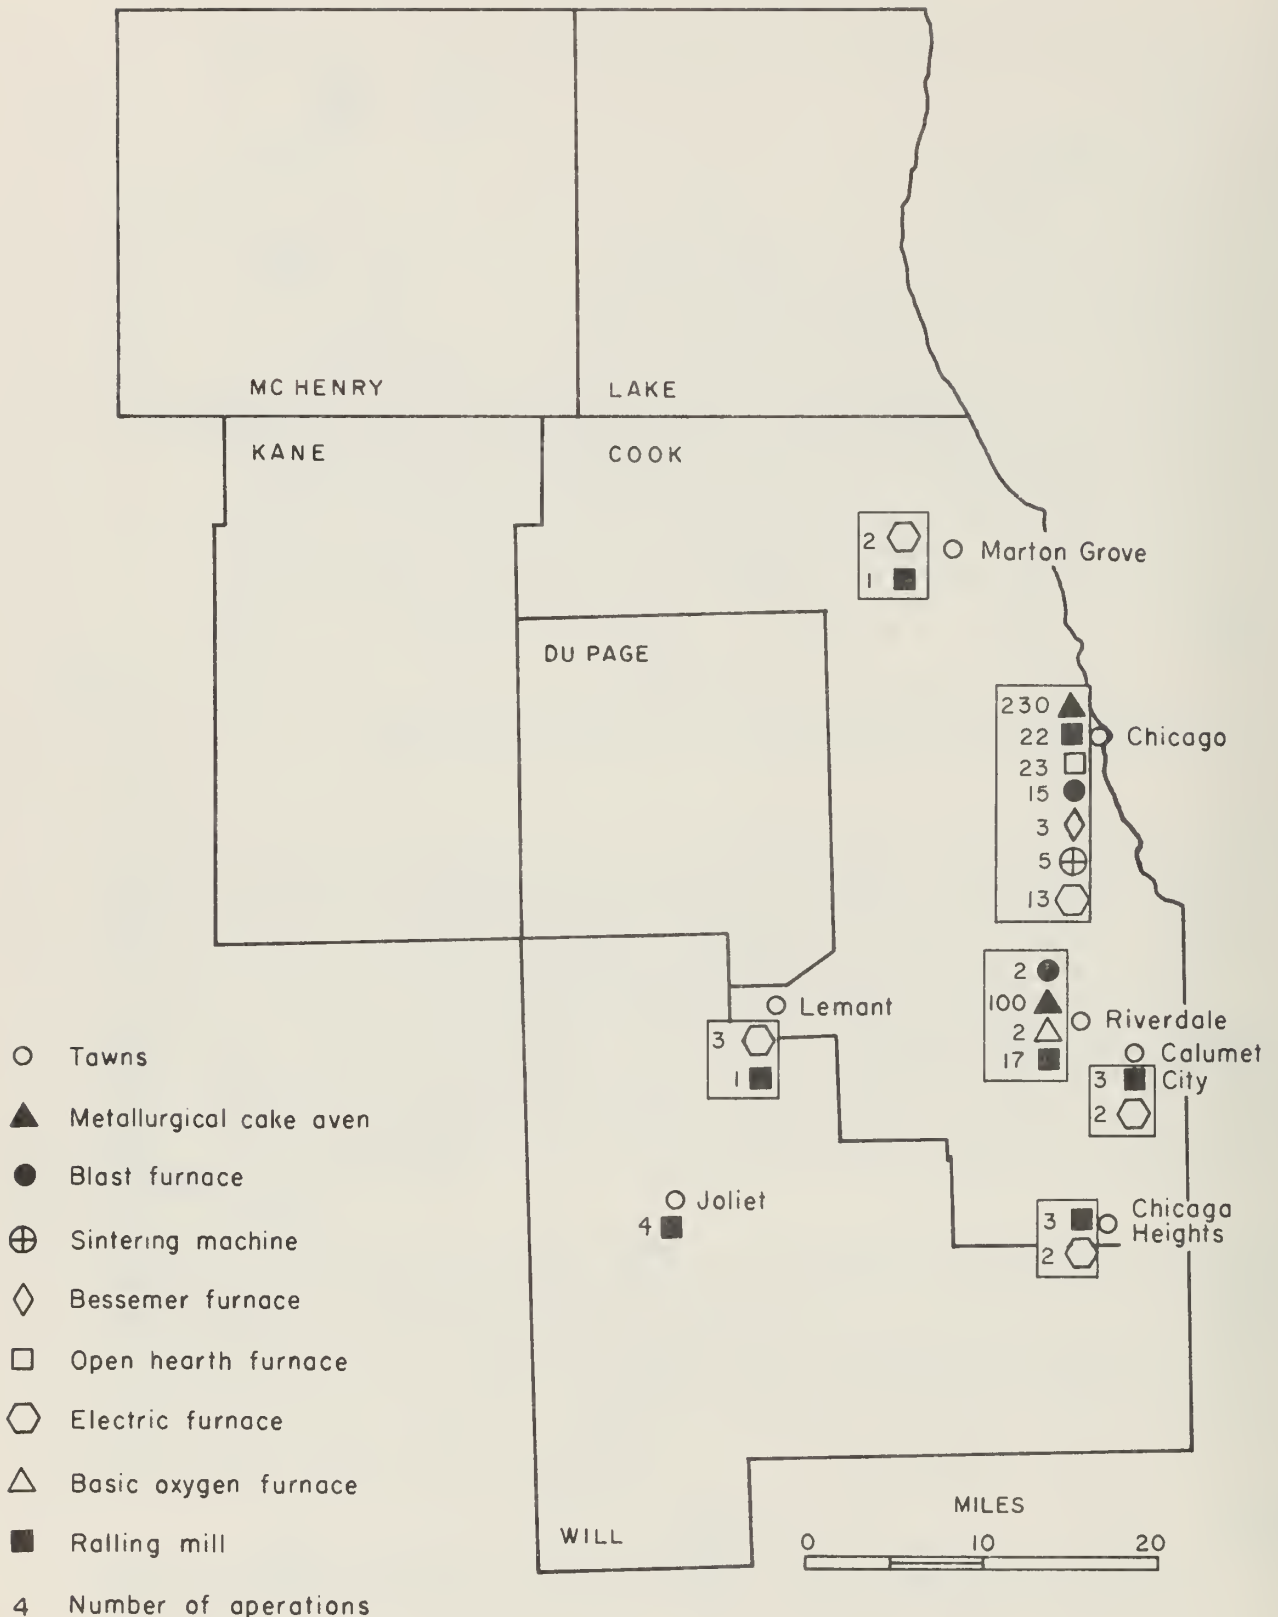 MC HENRY
LAKE
KANE
COOK
2
1
Marton Grove
DU PAGE
230
22
23
15
3
5
13
Chicago
2
100
2
17
Riverdale
Calumet
City
3
2
Lemant
3
1
Joliet
4
Chicaga
Heights
3
2
WILL
MILES
0 10 20
Tawns
Metallurgical cake aven
Blast furnace
Sintering machine
Bessemer furnace
Open hearth furnace
Electric furnace
Basic oxygen furnace
Ralling mill
4 Number of aperations